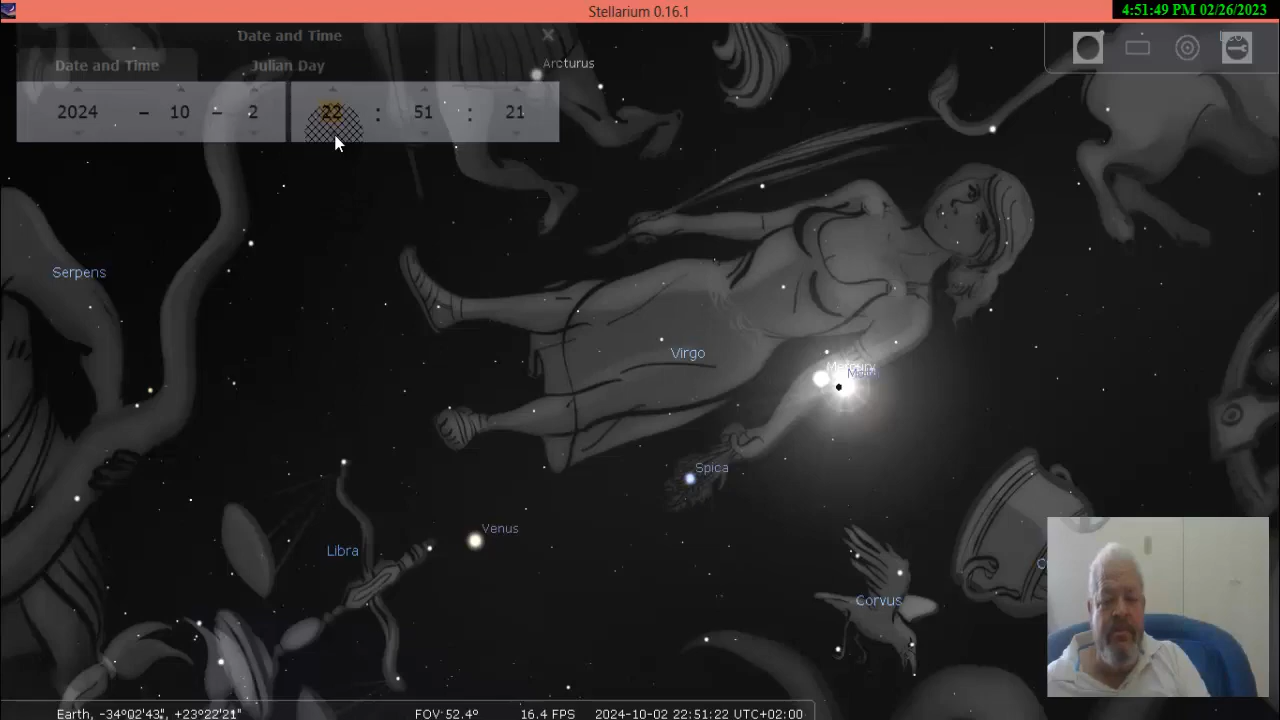 Stellarium 0.16.1
4:51:49 PM 02/26/2023
Date and Time
Date and Time
Julian Day
2024 - 10 - 2 22 : 51 : 21
Arcturus
Serpens
Virgo
Mercury
Spica
Venus
Libra
Corvus
Earth, -34°02'43", +23°22'21"
FOV 52.4°
16.4 FPS
2024-10-02 22:51:22 UTC+02:00